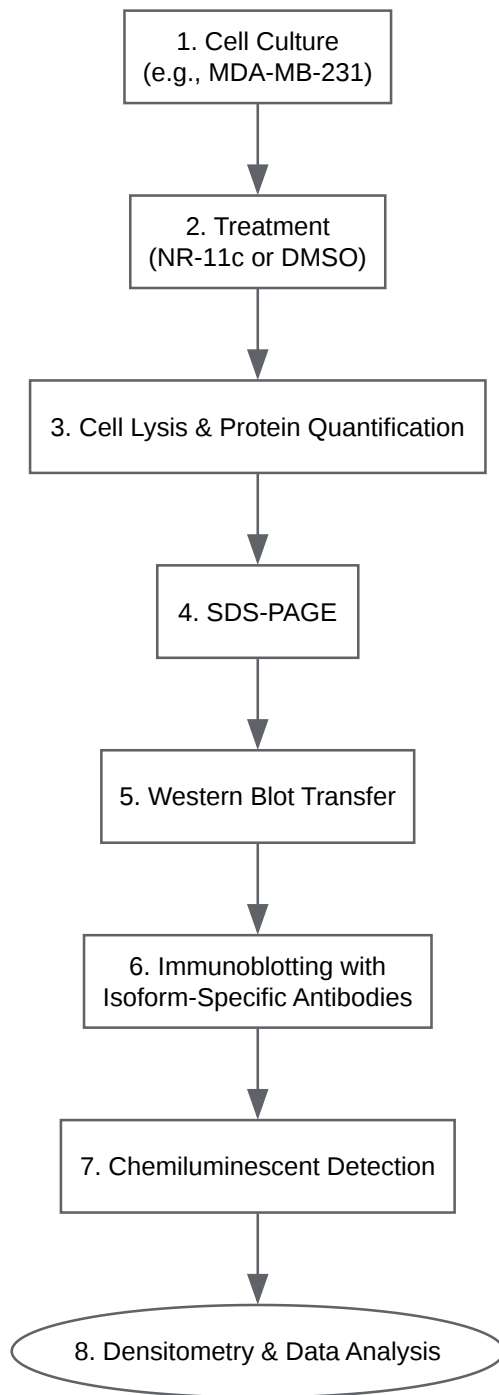 1. Cell Culture
(e.g., MDA-MB-231)
2. Treatment
(NR-11c or DMSO)
3. Cell Lysis & Protein Quantification
4. SDS-PAGE
5. Western Blot Transfer
6. Immunoblotting with
Isoform-Specific Antibodies
7. Chemiluminescent Detection
8. Densitometry & Data Analysis